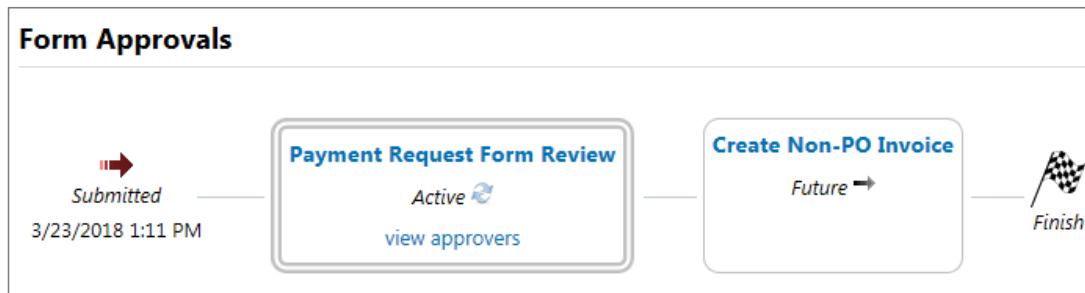 Form Approvals
Submitted
3/23/2018 1:11 PM
Payment Request Form Review
Active
view approvers
Create Non-PO Invoice
Future
Finish